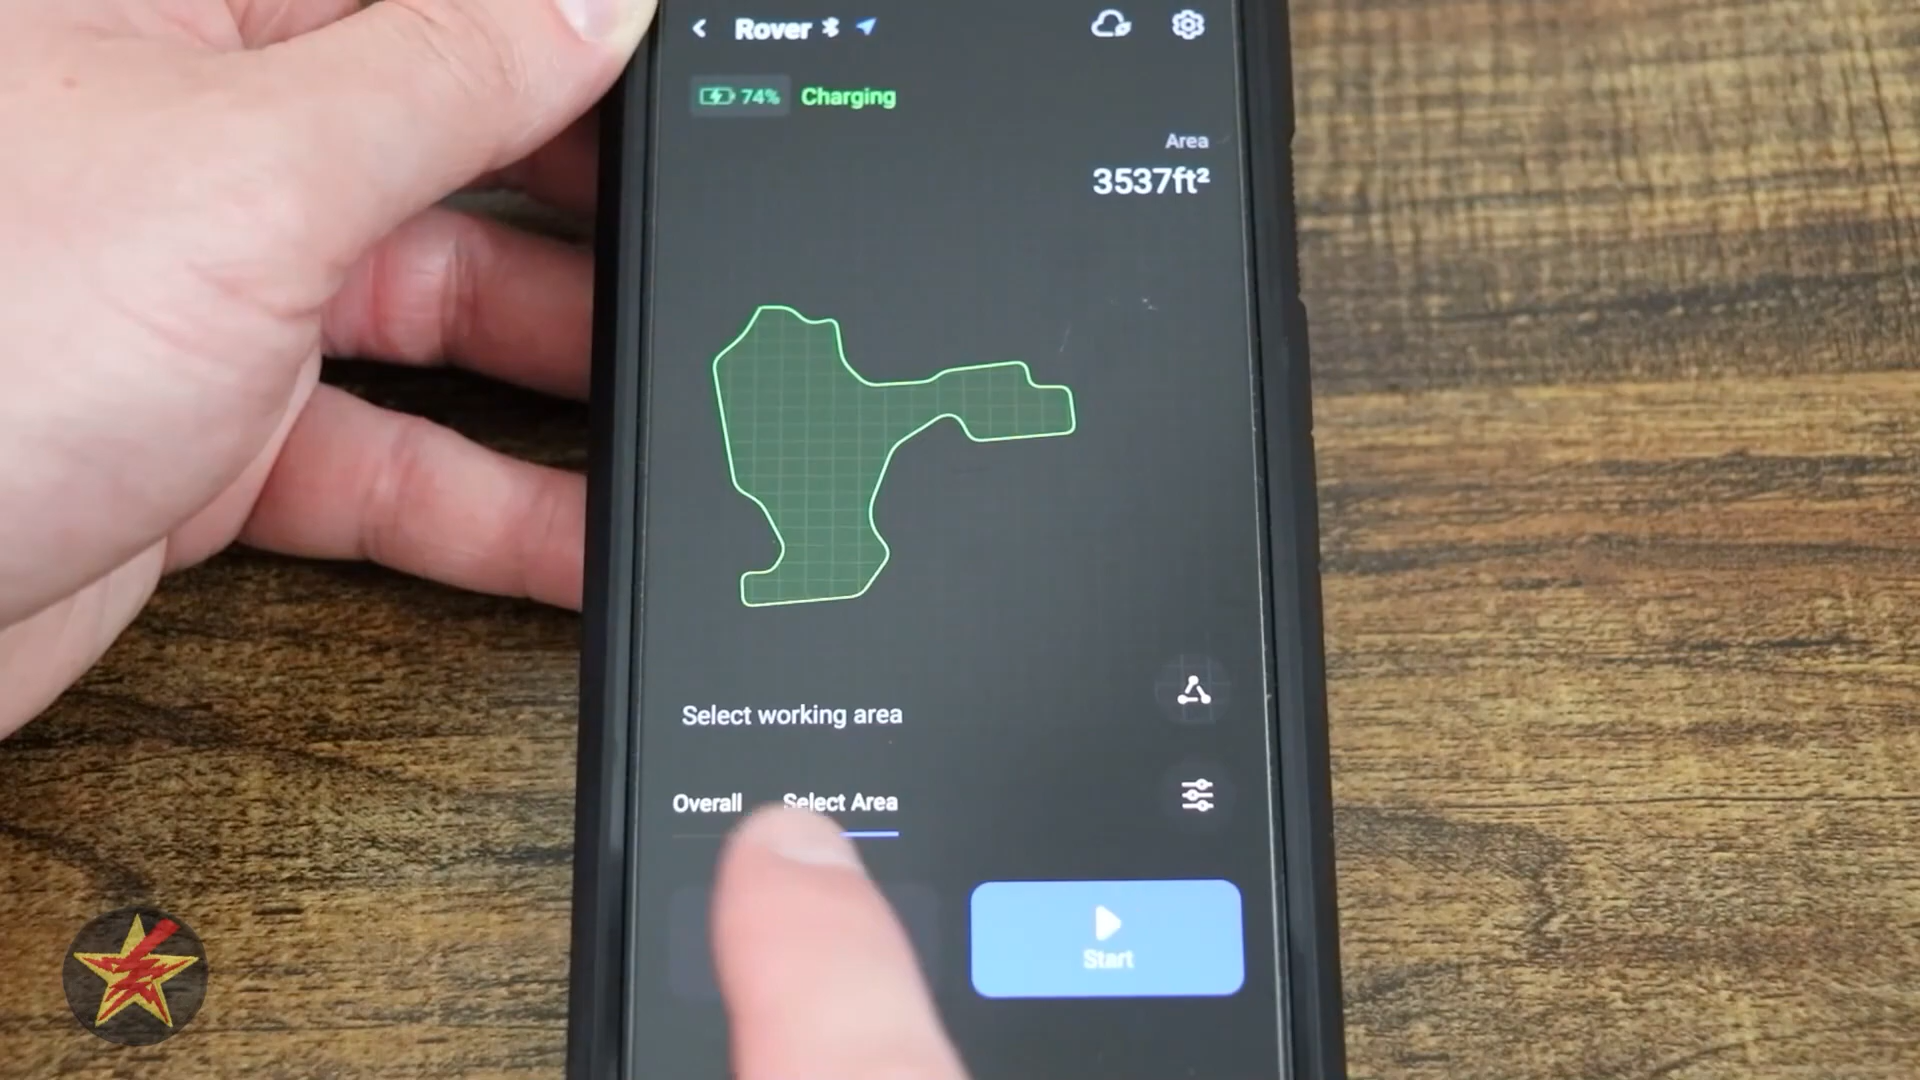 Rover
74% Charging
Area
3537ft²
Select working area
Overall Select Area
Start